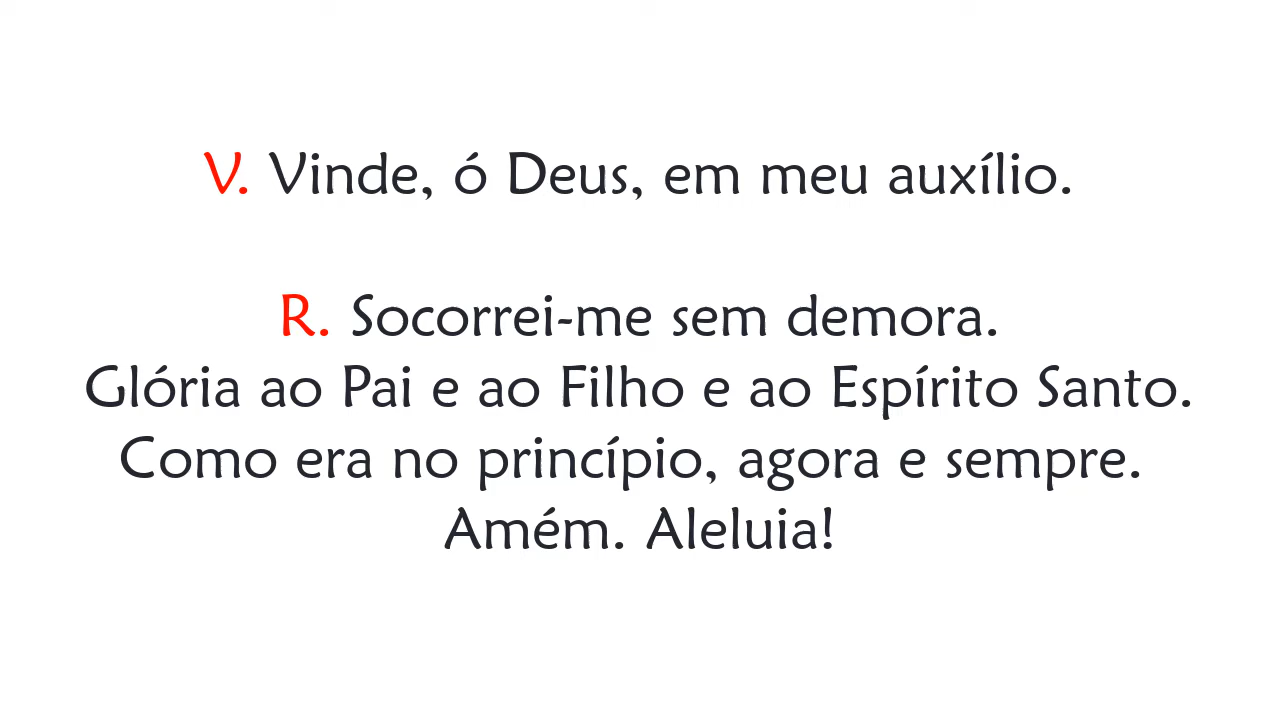 V. Vinde, ó Deus, em meu auxílio.
R. Socorrei-me sem demora.
Glória ao Pai e ao Filho e ao Espírito Santo.
Como era no princípio, agora e sempre.
Amém. Aleluia!